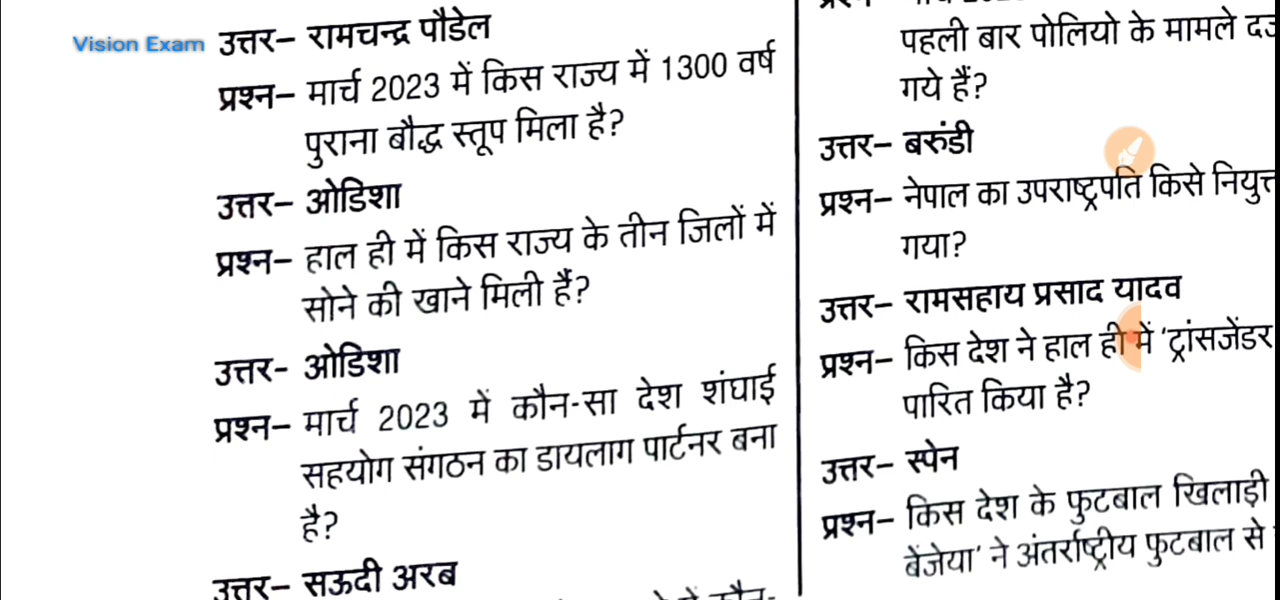 Vision Exam
उत्तर– रामचन्द्र पौडेल
प्रश्न– मार्च 2023 में किस राज्य में 1300 वर्ष
पुराना बौद्ध स्तूप मिला है?
उत्तर– ओडिशा
प्रश्न– हाल ही में किस राज्य के तीन जिलों में
सोने की खाने मिली हैं?
उत्तर- ओडिशा
प्रश्न– मार्च 2023 में कौन-सा देश शंघाई
सहयोग संगठन का डायलाग पार्टनर बना
है?
उत्तर– सऊदी अरब
पहली बार पोलियो के मामले
गये हैं?
उत्तर– बरुंडी
प्रश्न– नेपाल का उपराष्ट्रपति किसे
गया?
उत्तर– रामसहाय प्रसाद यादव
प्रश्न– किस देश ने हाल ही में ‘ट्रांसजेंडर
पारित किया है?
उत्तर– स्पेन
प्रश्न– किस देश के फुटबाल खिलाड़ी
बेंजेया’ ने अंतर्राष्ट्रीय फुटबाल से